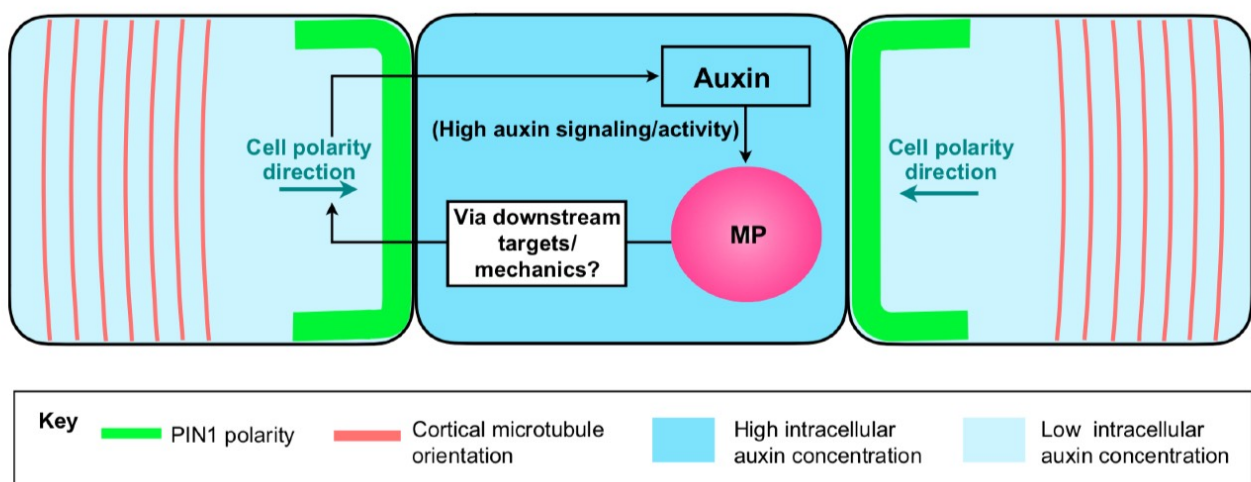 Auxin
(High auxin signaling/activity)
Cell polarity
direction
Cell polarity
direction
Via downstream
targets/
mechanics?
MP
Key
PIN1 polarity
Cortical microtubule
orientation
High intracellular
auxin concentration
Low intracellular
auxin concentration